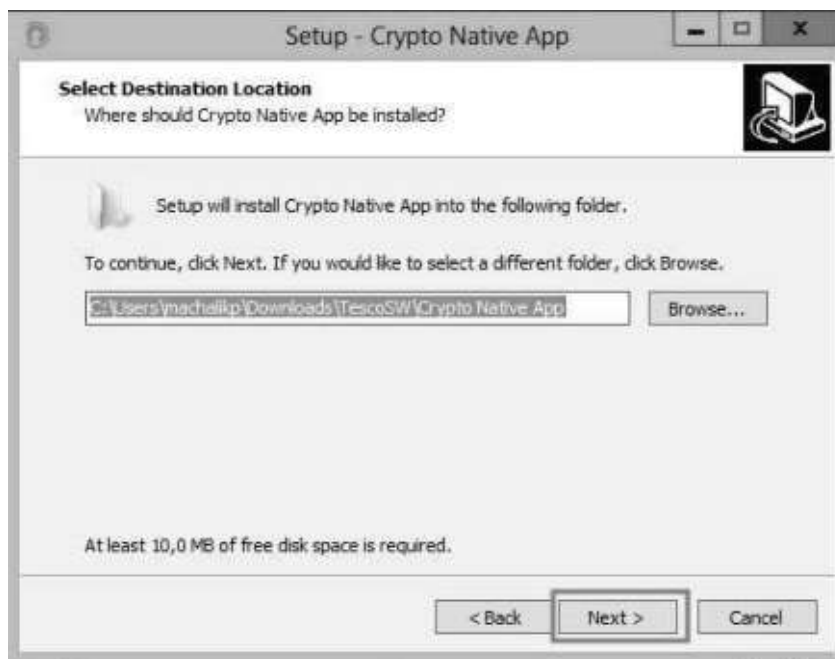 Setup - Crypto Native App
Select Destination Location
Where should Crypto Native App be installed?
Setup will install Crypto Native App into the following folder.
To continue, click Next. If you would like to select a different folder, click Browse.
C:\Users\machalikp\Downloads\TescoSW\Crypto Native App
Browse...
At least 10,0 MB of free disk space is required.
< Back
Next >
Cancel